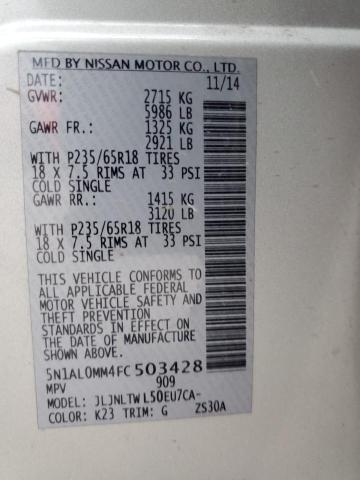 MFD BY NISSAN MOTOR CO., LTD.
DATE: 11/14
GVWR: 2715 KG
5986 LB
GAWR FR.: 1325 KG
2921 LB
WITH P235/65R18 TIRES
18 X 7.5 RIMS AT 33 PSI
COLD SINGLE
GAWR RR.: 1415 KG
3120 LB
WITH P235/65R18 TIRES
18 X 7.5 RIMS AT 33 PSI
COLD SINGLE
THIS VEHICLE CONFORMS TO
ALL APPLICABLE FEDERAL
MOTOR VEHICLE SAFETY AND
THEFT PREVENTION
STANDARDS IN EFFECT ON
THE DATE OF MANUFACTURE
SHOWN ABOVE.
5N1AL0MM4FC503428
MPV 909
MODEL: JLJNLTWL50EU7CA-
COLOR: K23 TRIM: G ZS30A